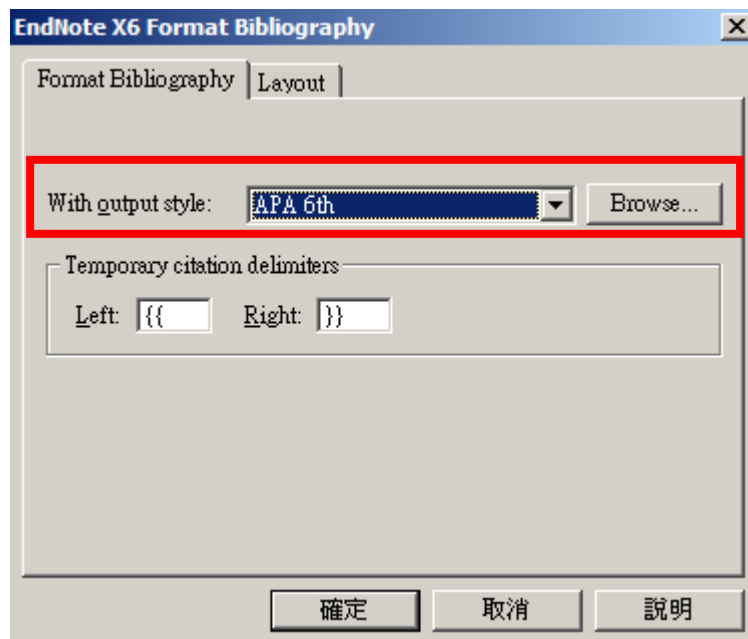 EndNote X6 Format Bibliography
Format Bibliography Layout
With output style: APA 6th Browse...
Temporary citation delimiters
Left: {{ Right: }}
確定 取消 說明